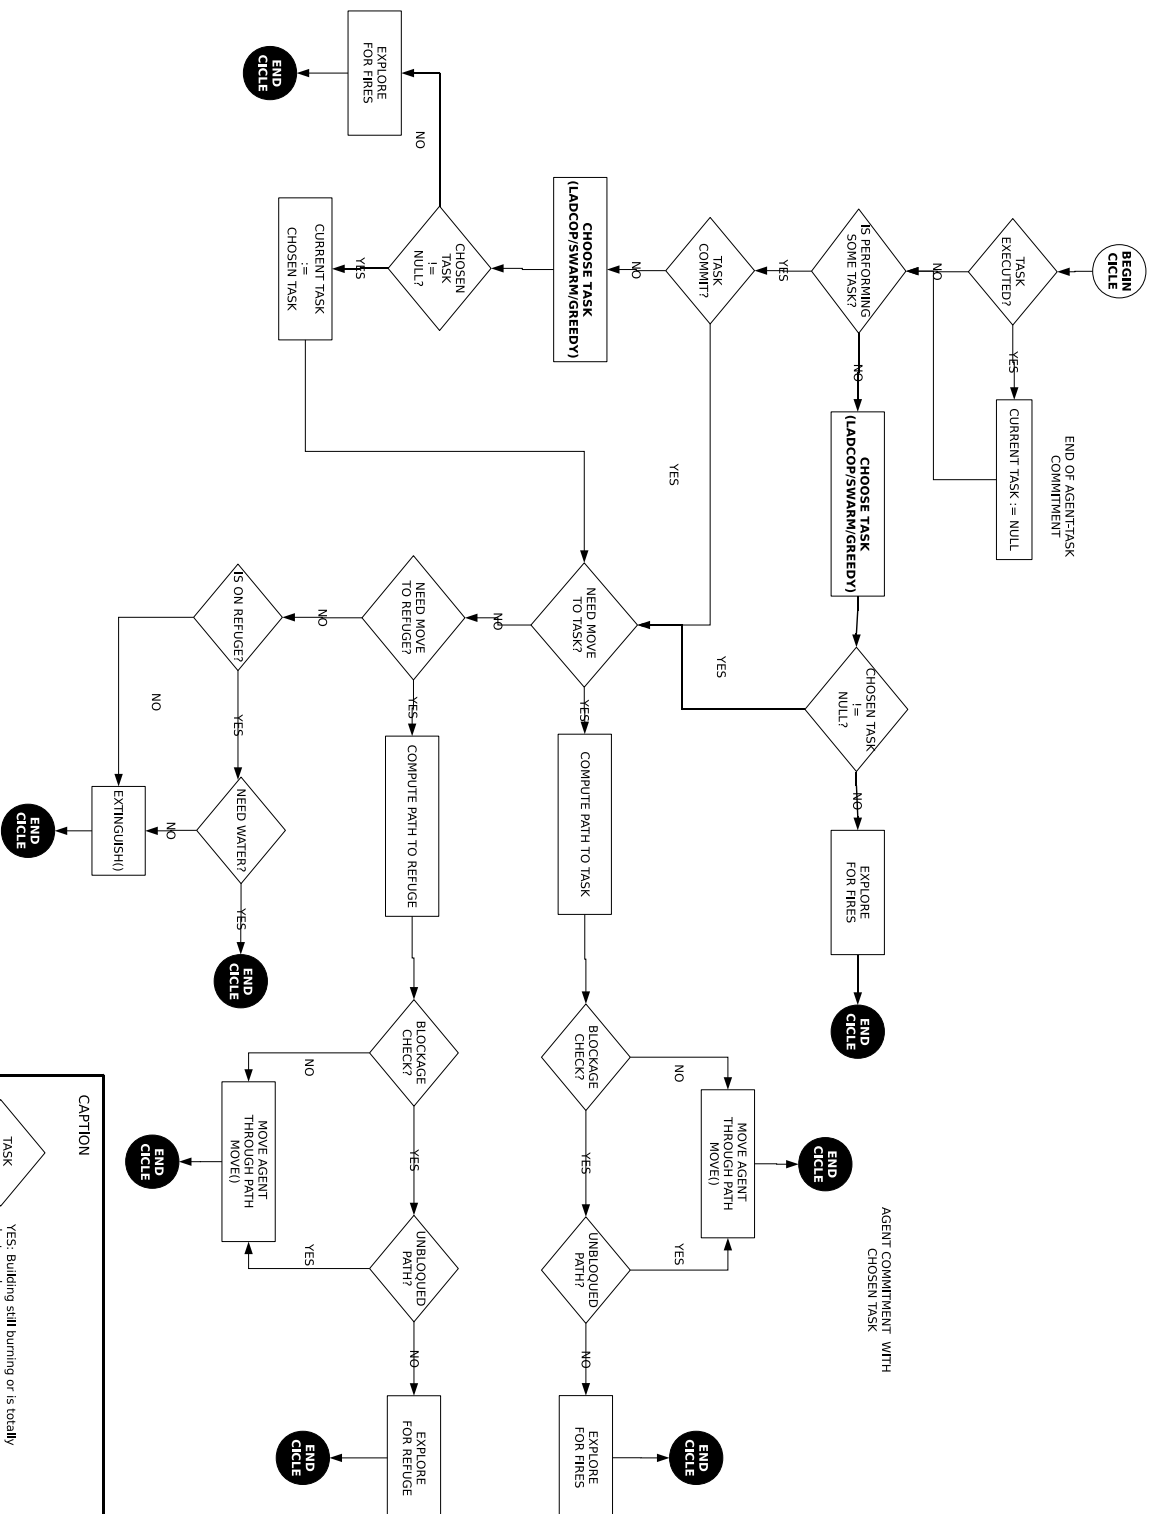 BEGIN
CICLE
TASK
EXECUTED?
YES
CURRENT TASK := NULL
END OF AGENT-TASK
COMMITMENT
NO
IS PERFORMING
SOME TASK?
NO
CHOOSE TASK
(LADCOP/SWARM/GREEDY)
CHOSEN TASK
!=
NULL?
NO
EXPLORE
FOR FIRES
END
CICLE
YES
YES
TASK
COMMIT?
YES
NO
CHOOSE TASK
(LADCOP/SWARM/GREEDY)
CHOSEN
TASK
!=
NULL?
NO
EXPLORE
FOR FIRES
END
CICLE
YES
CURRENT TASK
:=
CHOSEN TASK
NEED MOVE
TO TASK?
YES
COMPUTE PATH TO TASK
BLOCKAGE
CHECK?
NO
MOVE AGENT
THROUGH PATH
MOVE()
END
CICLE
AGENT COMMITMENT WITH
CHOSEN TASK
YES
UNBLOQUED
PATH?
YES
NO
EXPLORE
FOR FIRES
END
CICLE
NO
NEED MOVE
TO REFUGE?
YES
COMPUTE PATH TO REFUGE
BLOCKAGE
CHECK?
NO
MOVE AGENT
THROUGH PATH
MOVE()
END
CICLE
YES
UNBLOQUED
PATH?
YES
NO
EXPLORE
FOR REFUGE
END
CICLE
NO
IS ON REFUGE?
YES
NEED WATER?
YES
END
CICLE
NO
NO
EXTINGUISH()
END
CICLE
CAPTION
TASK
YES: Building still burning or is totally